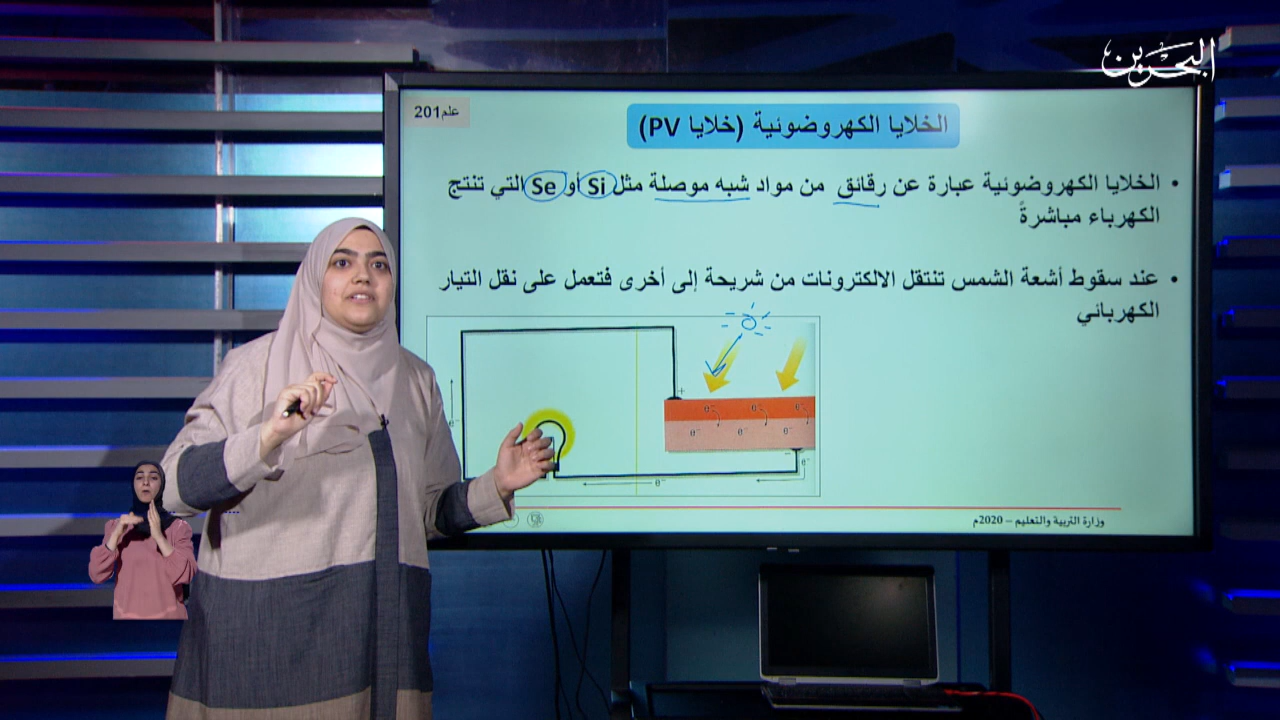 البحرين
علم201
الخلايا الكهروضوئية (خلايا PV)
• الخلايا الكهروضوئية عبارة عن رقائق من مواد شبه موصلة مثل Si أو Se التي تنتج
الكهرباء مباشرةً
• عند سقوط أشعة الشمس تنتقل الالكترونات من شريحة إلى أخرى فتعمل على نقل التيار
الكهربائي
+
e⁻ e⁻ e⁻
e⁻ e⁻ e⁻
e⁻
−
e⁻
e⁻
وزارة التربية والتعليم – 2020م